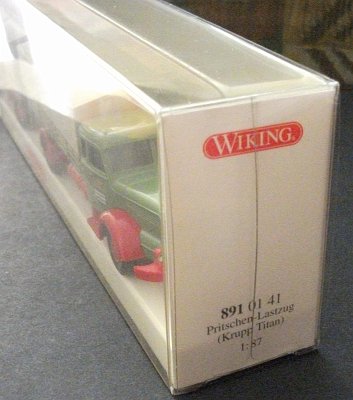 WIKING
891 01 41
Pritschen-Lastzug
(Krupp Titan)
1:87